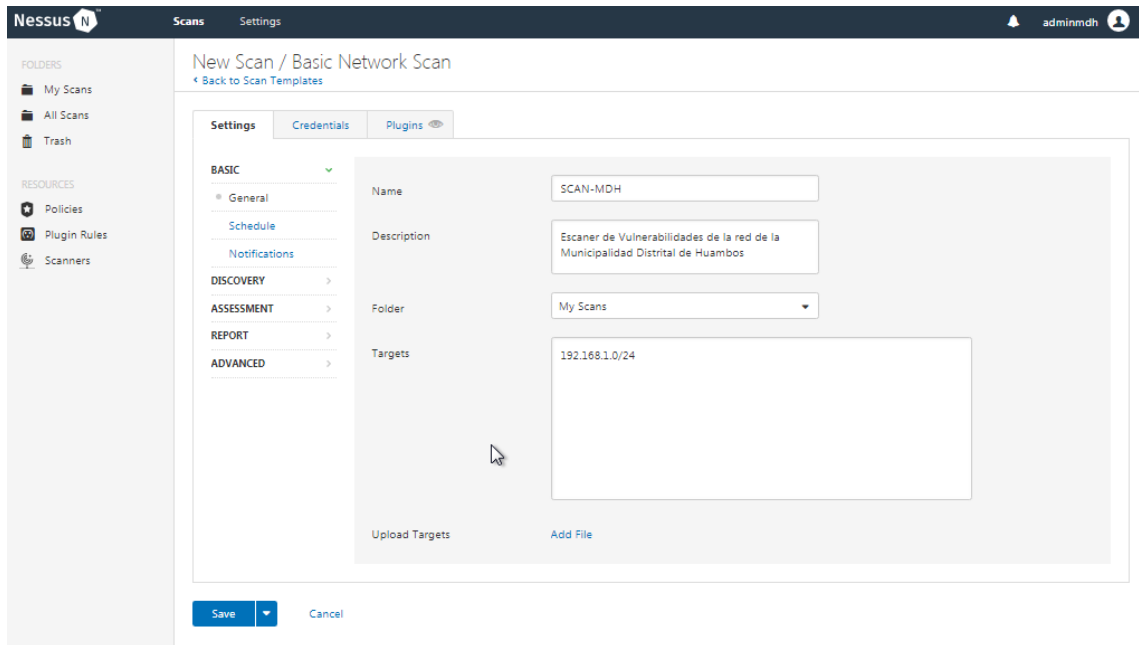 Nessus N
Scans Settings adminmdh
FOLDERS
My Scans
All Scans
Trash
RESOURCES
Policies
Plugin Rules
Scanners
New Scan / Basic Network Scan
Back to Scan Templates
Settings Credentials Plugins
BASIC
General
Schedule
Notifications
DISCOVERY
ASSESSMENT
REPORT
ADVANCED
Name SCAN-MDH
Description Escaner de Vulnerabilidades de la red de la
Municipalidad Distrital de Huambos
Folder My Scans
Targets 192.168.1.0/24
Upload Targets Add File
Save Cancel